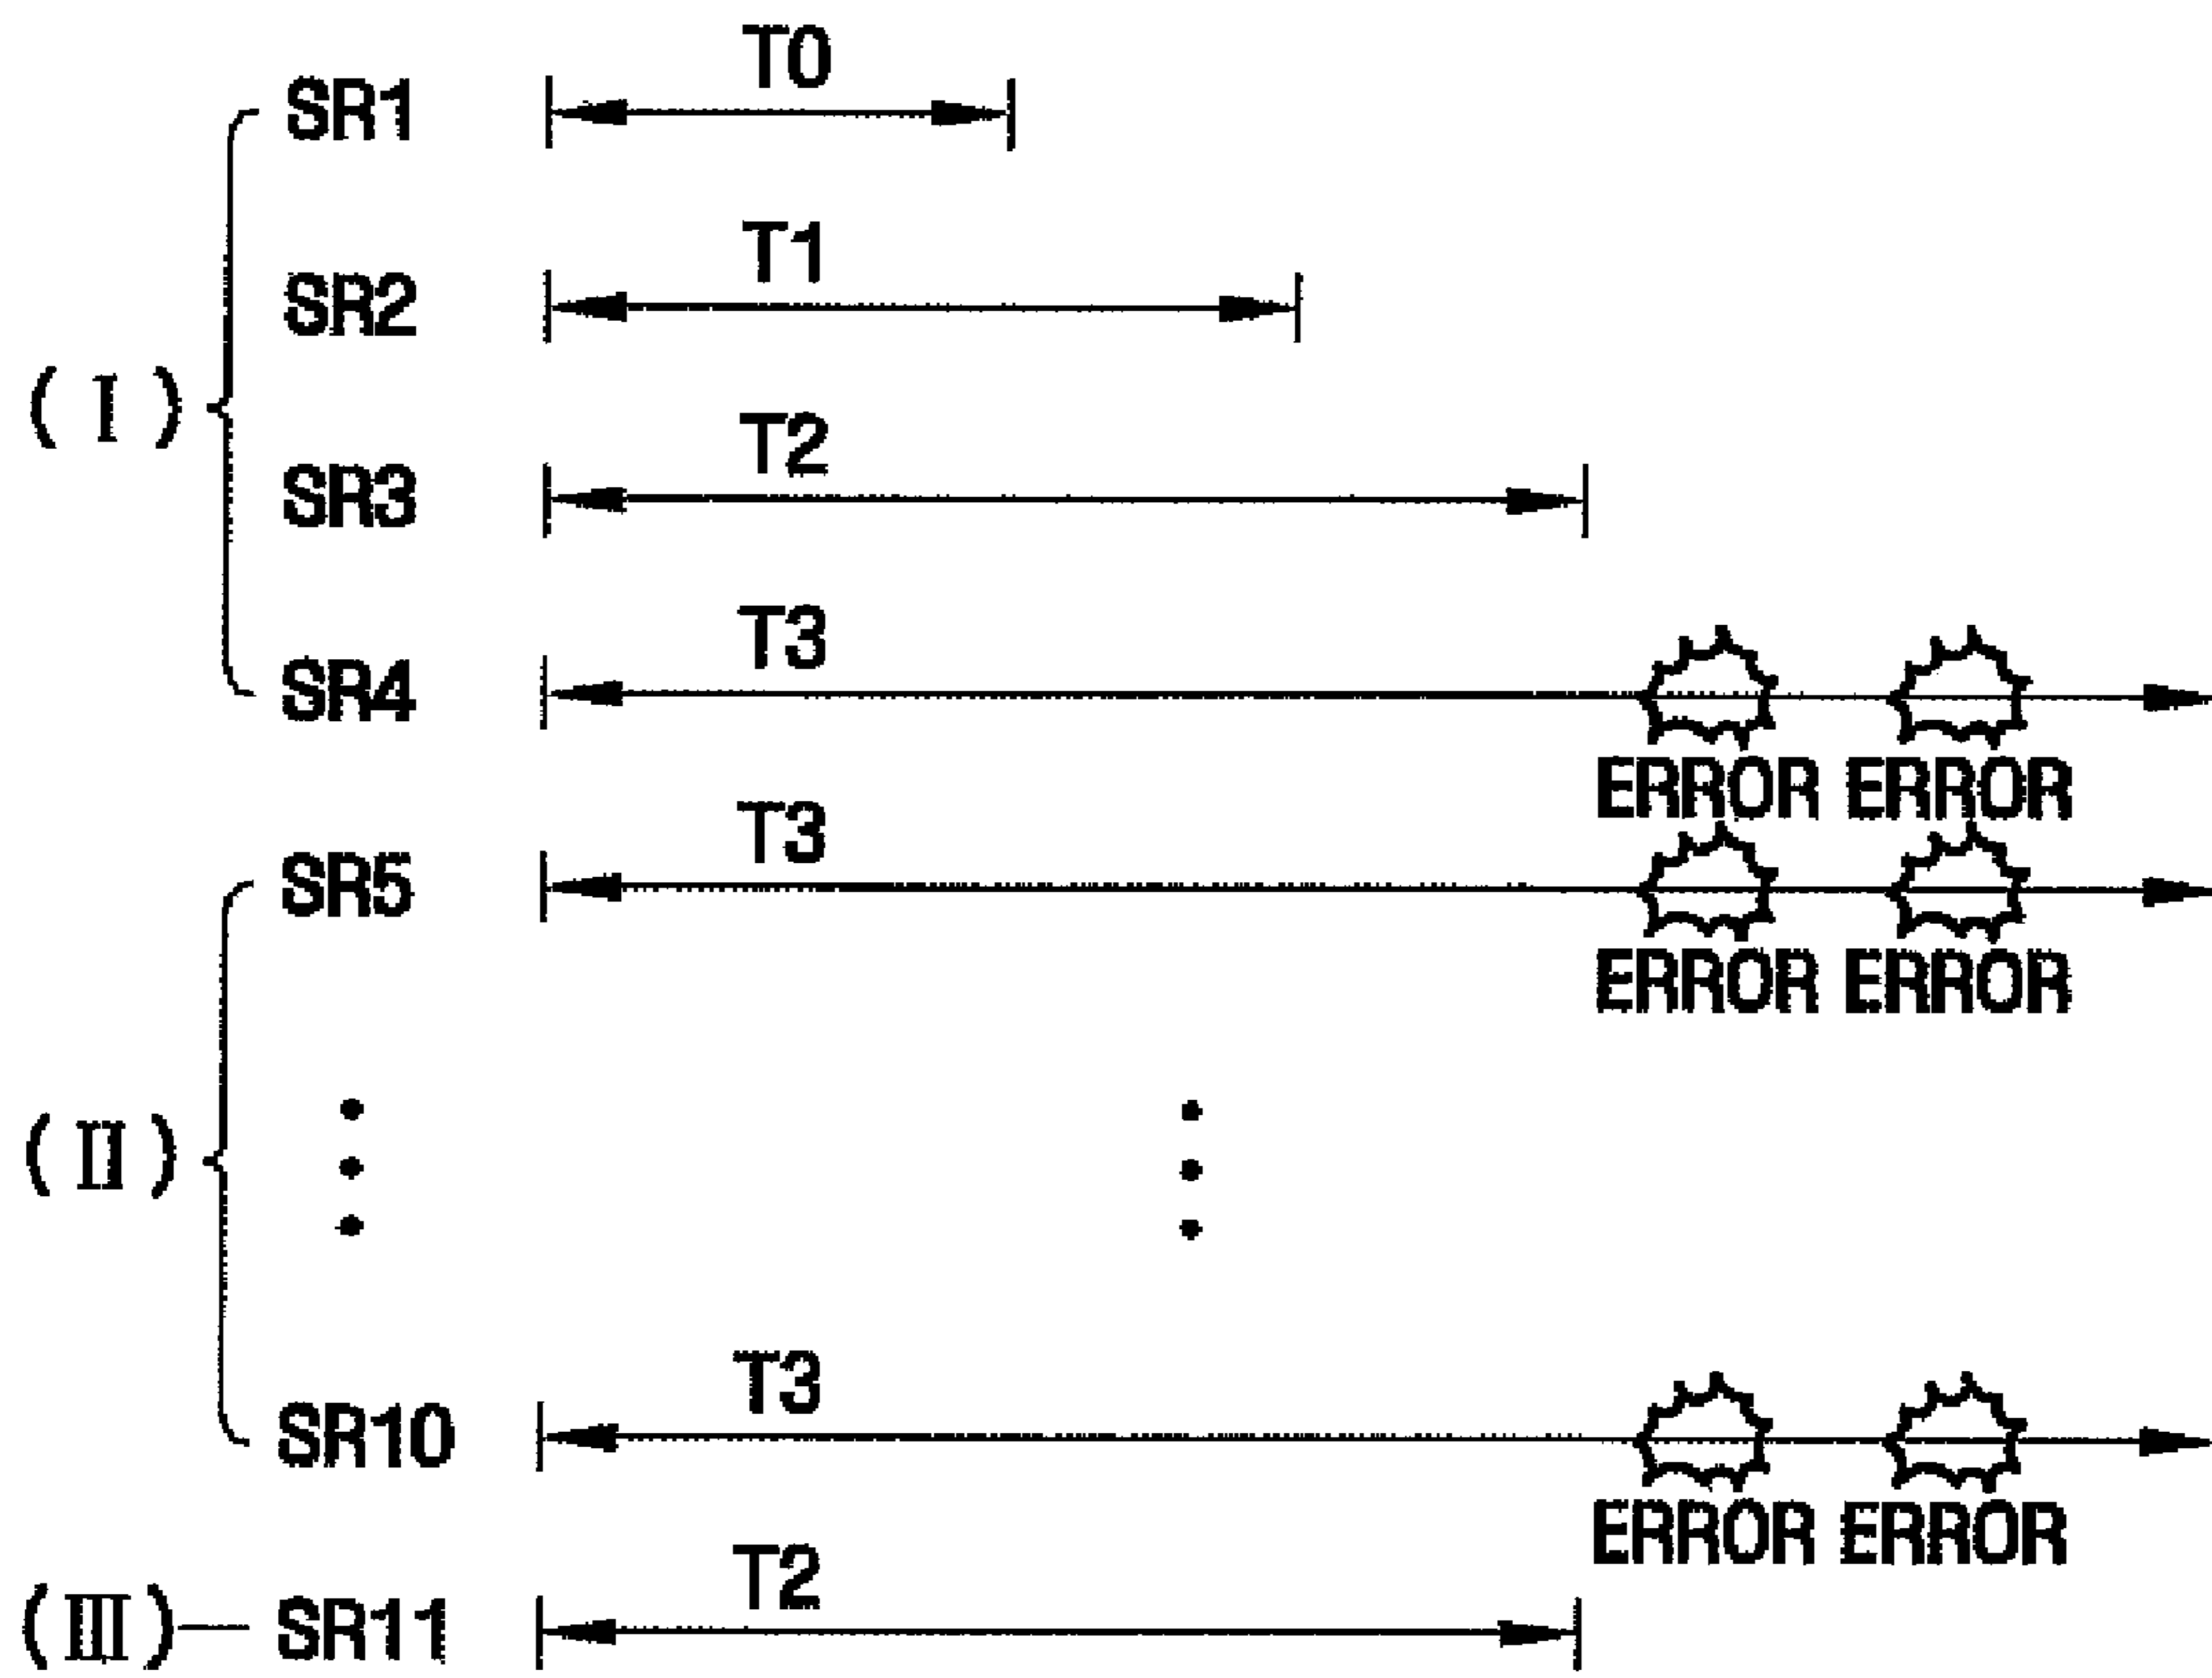 T0
SR1
T1
SR2
( I )
T2
SR3
T3
SR4
ERROR ERROR
T3
SR5
ERROR ERROR
( II )
T3
SR10
ERROR ERROR
T2
( III ) SR11